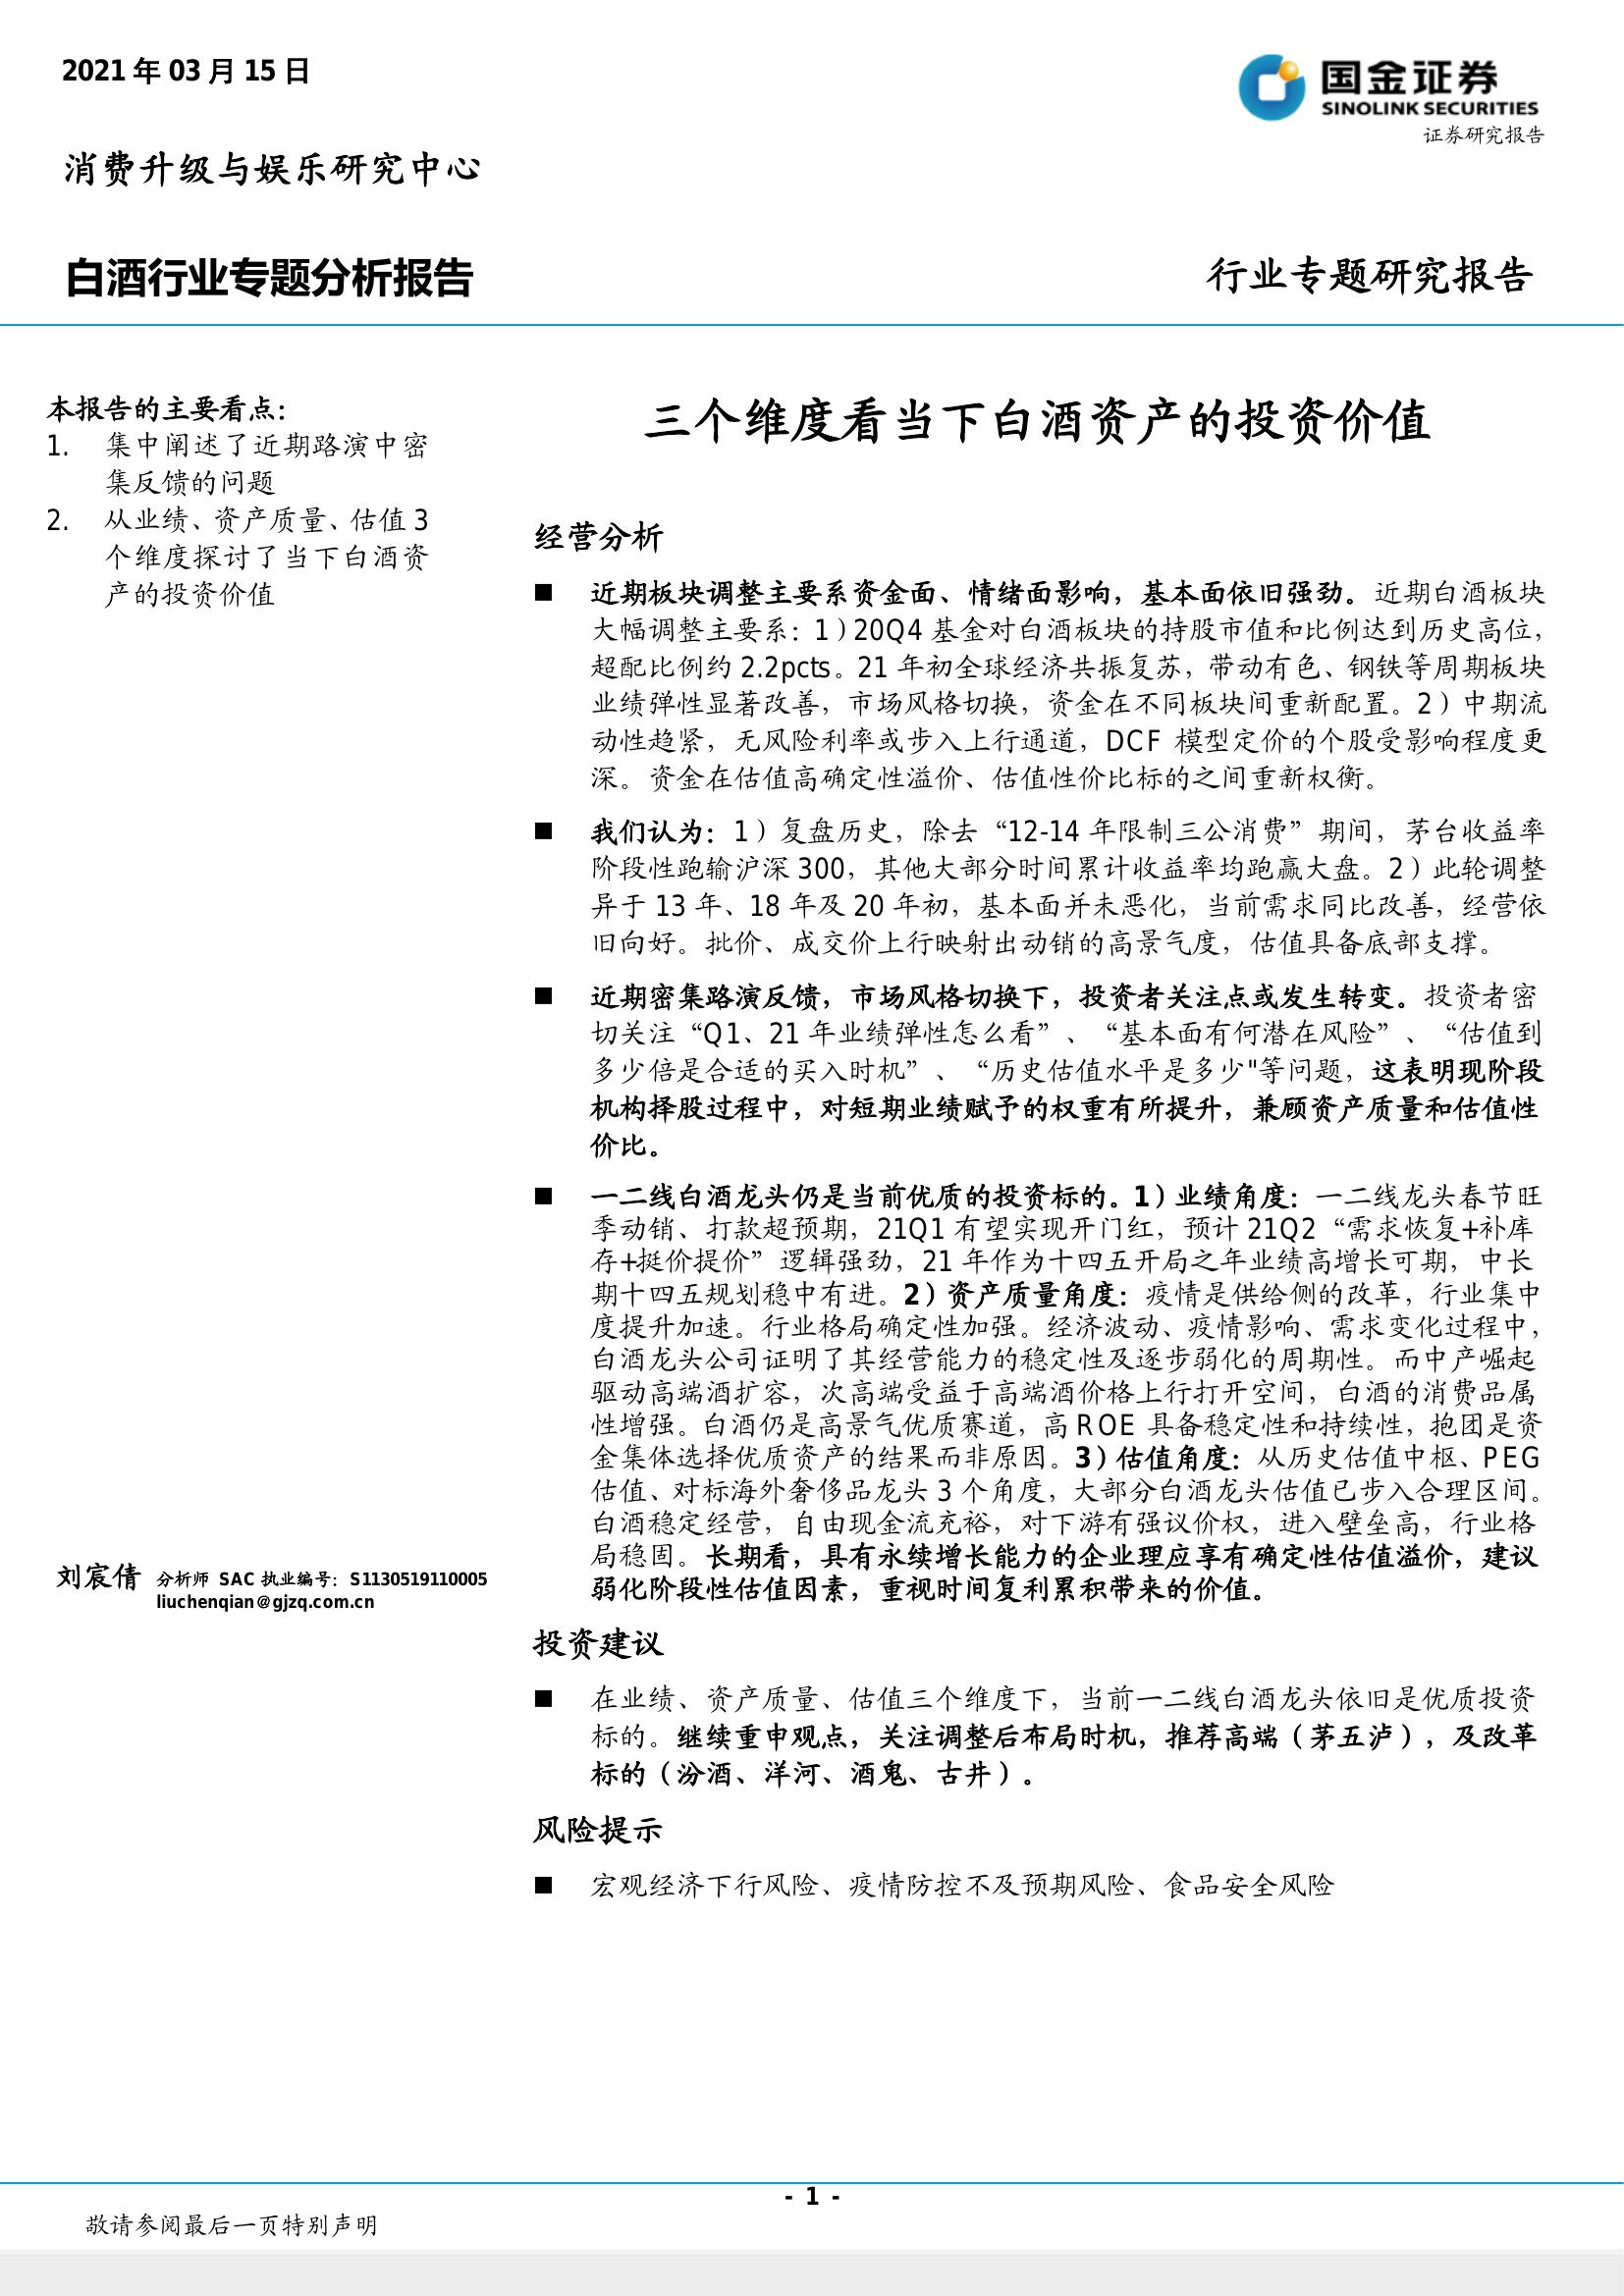 2021 年 03 月 15 日
国金证券
SINOLINK SECURITIES
证券研究报告
消费升级与娱乐研究中心
白酒行业专题分析报告
行业专题研究报告
本报告的主要看点：
1. 集中阐述了近期路演中密
集反馈的问题
2. 从业绩、资产质量、估值 3
个维度探讨了当下白酒资
产的投资价值
刘宸倩 分析师 SAC 执业编号：S1130519110005
liuchenqian@gjzq.com.cn
三个维度看当下白酒资产的投资价值
经营分析
■ 近期板块调整主要系资金面、情绪面影响，基本面依旧强劲。近期白酒板块
大幅调整主要系：1）20Q4 基金对白酒板块的持股市值和比例达到历史高位，
超配比例约 2.2pcts。21 年初全球经济共振复苏，带动有色、钢铁等周期板块
业绩弹性显著改善，市场风格切换，资金在不同板块间重新配置。2）中期流
动性趋紧，无风险利率或步入上行通道，DCF 模型定价的个股受影响程度更
深。资金在估值高确定性溢价、估值性价比标的之间重新权衡。
■ 我们认为：1）复盘历史，除去“12-14 年限制三公消费”期间，茅台收益率
阶段性跑输沪深 300，其他大部分时间累计收益率均跑赢大盘。2）此轮调整
异于 13 年、18 年及 20 年初，基本面并未恶化，当前需求同比改善，经营依
旧向好。批价、成交价上行映射出动销的高景气度，估值具备底部支撑。
■ 近期密集路演反馈，市场风格切换下，投资者关注点或发生转变。投资者密
切关注“Q1、21 年业绩弹性怎么看”、“基本面有何潜在风险”、“估值到
多少倍是合适的买入时机”、“历史估值水平是多少"等问题，这表明现阶段
机构择股过程中，对短期业绩赋予的权重有所提升，兼顾资产质量和估值性
价比。
■ 一二线白酒龙头仍是当前优质的投资标的。1）业绩角度：一二线龙头春节旺
季动销、打款超预期，21Q1 有望实现开门红，预计 21Q2“需求恢复+补库
存+挺价提价”逻辑强劲，21 年作为十四五开局之年业绩高增长可期，中长
期十四五规划稳中有进。2）资产质量角度：疫情是供给侧的改革，行业集中
度提升加速。行业格局确定性加强。经济波动、疫情影响、需求变化过程中，
白酒龙头公司证明了其经营能力的稳定性及逐步弱化的周期性。而中产崛起
驱动高端酒扩容，次高端受益于高端酒价格上行打开空间，白酒的消费品属
性增强。白酒仍是高景气优质赛道，高 ROE 具备稳定性和持续性，抱团是资
金集体选择优质资产的结果而非原因。3）估值角度：从历史估值中枢、PEG
估值、对标海外奢侈品龙头 3 个角度，大部分白酒龙头估值已步入合理区间。
白酒稳定经营，自由现金流充裕，对下游有强议价权，进入壁垒高，行业格
局稳固。长期看，具有永续增长能力的企业理应享有确定性估值溢价，建议
弱化阶段性估值因素，重视时间复利累积带来的价值。
投资建议
■ 在业绩、资产质量、估值三个维度下，当前一二线白酒龙头依旧是优质投资
标的。继续重申观点，关注调整后布局时机，推荐高端（茅五泸），及改革
标的（汾酒、洋河、酒鬼、古井）。
风险提示
■ 宏观经济下行风险、疫情防控不及预期风险、食品安全风险
- 1 -
敬请参阅最后一页特别声明